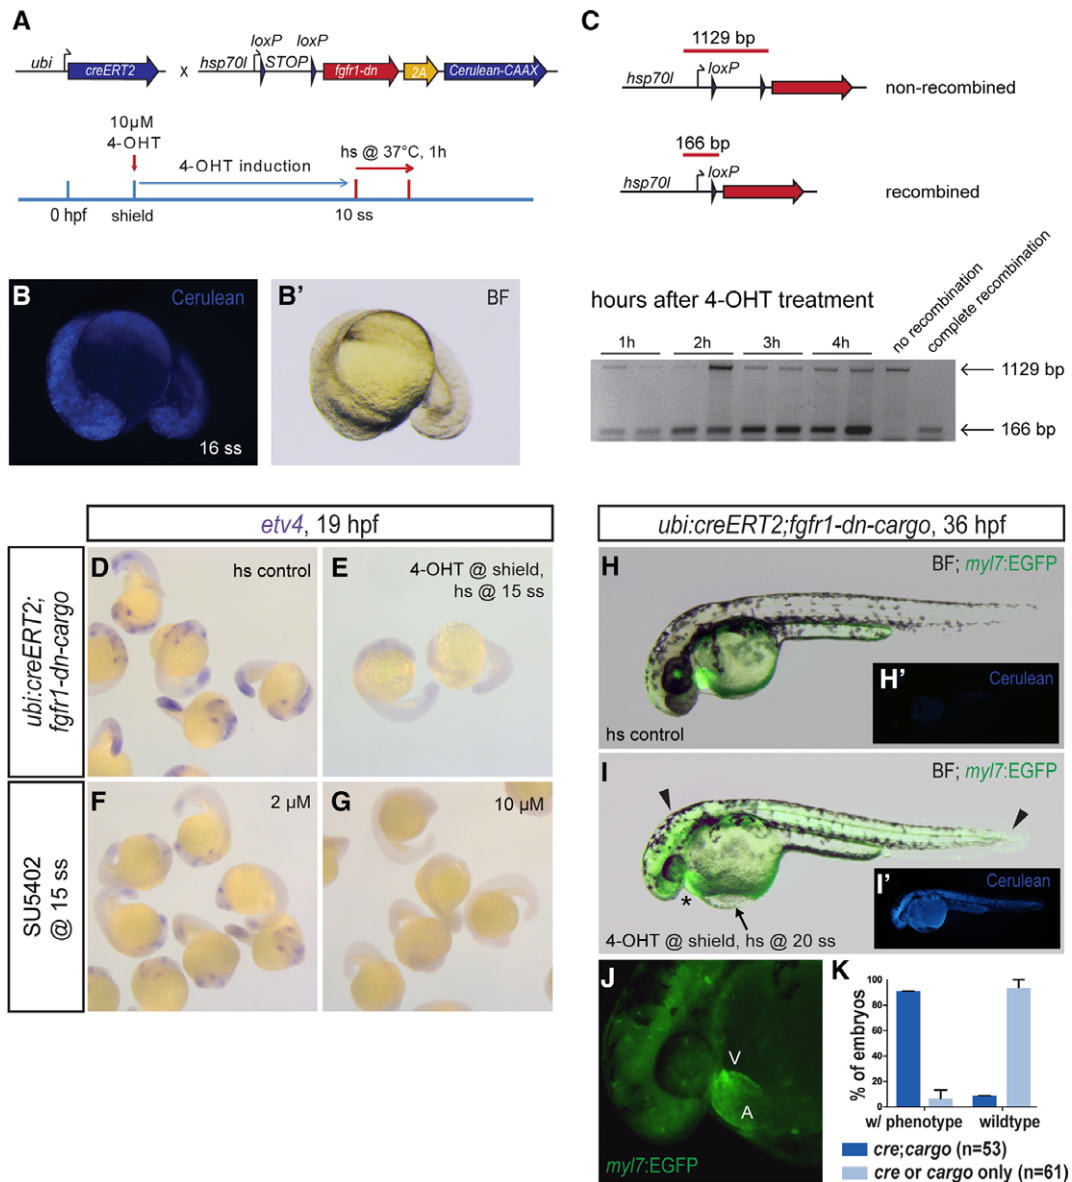 A
loxP loxP
ubi hsp70l STOP
creERT2 x fgfr1-dn 2A Cerulean-CAAX
10µM
4-OHT
4-OHT induction
hs @ 37°C, 1h
0 hpf shield 10 ss
B
Cerulean
16 ss
B'
BF
C
1129 bp
hsp70l loxP
non-recombined
166 bp
hsp70l loxP
recombined
hours after 4-OHT treatment
no recombination
complete recombination
1h 2h 3h 4h
1129 bp
166 bp
etv4, 19 hpf
ubi:creERT2;
fgfr1-dn-cargo
D
hs control
E
4-OHT @ shield,
hs @ 15 ss
SU5402
@ 15 ss
F
2 µM
G
10 µM
ubi:creERT2;fgfr1-dn-cargo, 36 hpf
H
BF; myl7:EGFP
H'
Cerulean
hs control
I
BF; myl7:EGFP
I'
Cerulean
*
4-OHT @ shield, hs @ 20 ss
J
V
A
myl7:EGFP
K
% of embryos
100
80
60
40
20
0
w/ phenotype wildtype
cre;cargo (n=53)
cre or cargo only (n=61)